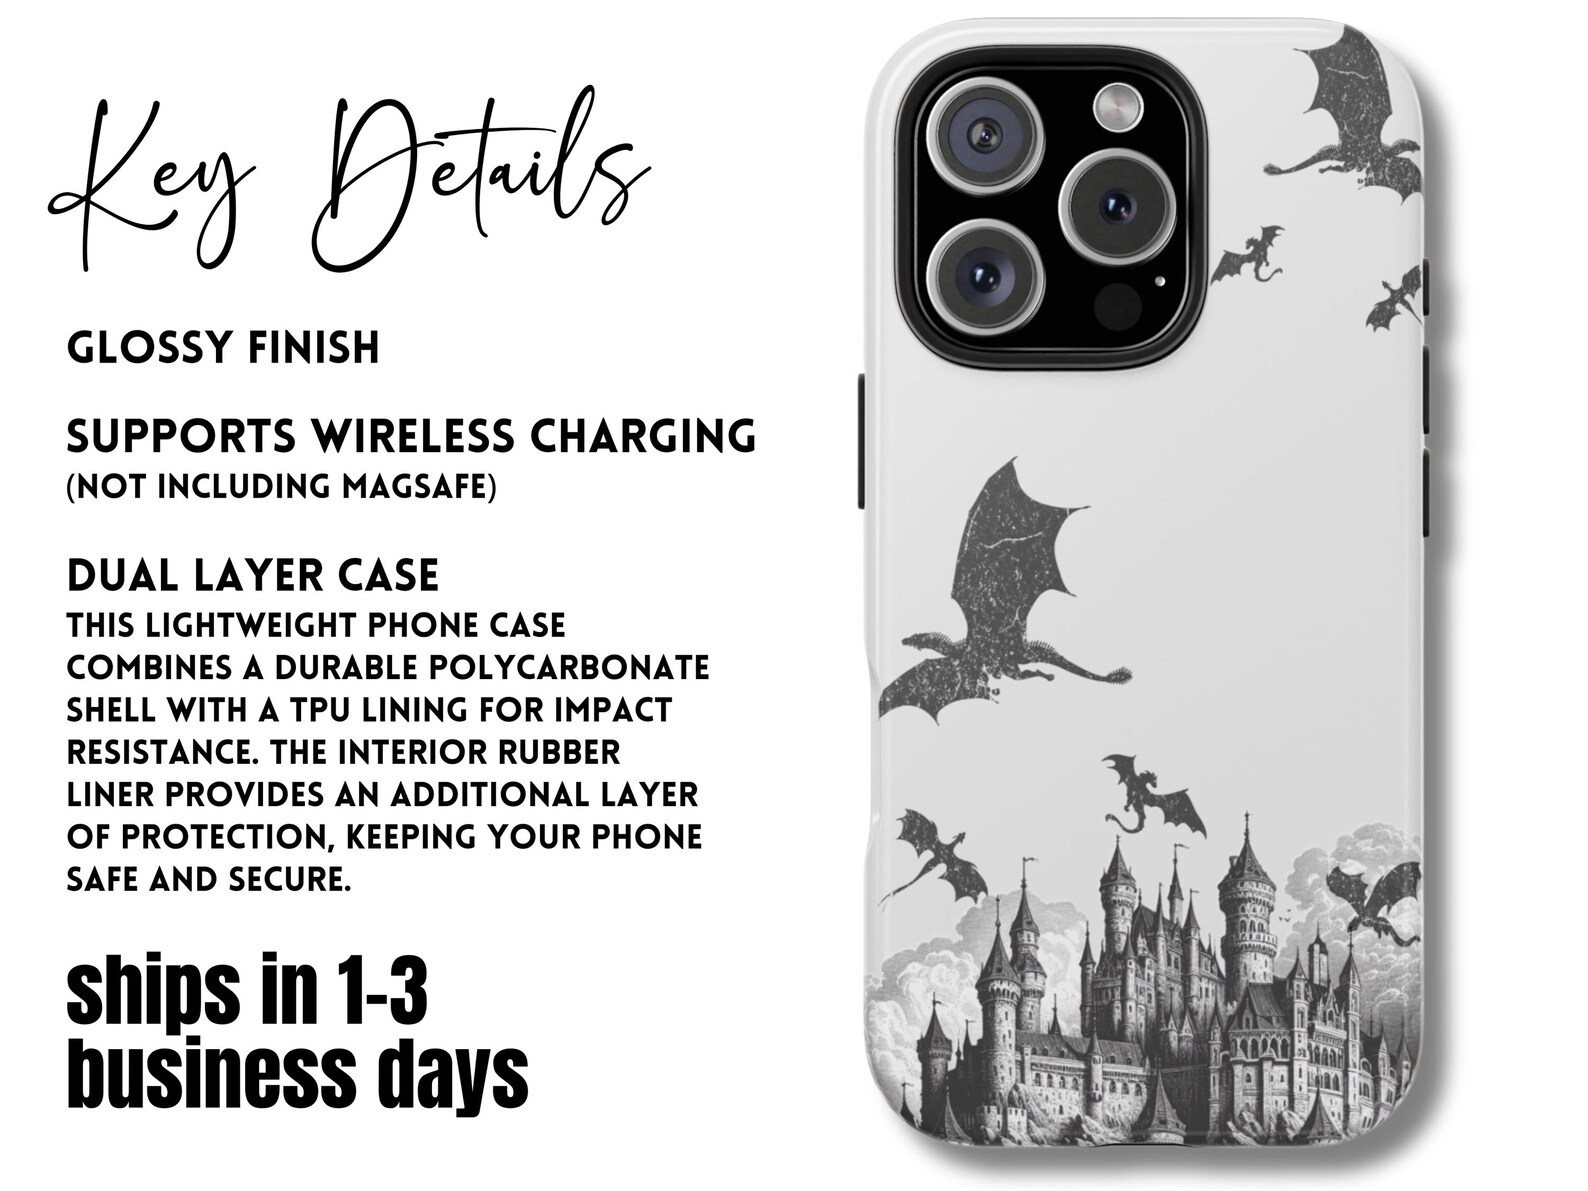 Key Details
GLOSSY FINISH
SUPPORTS WIRELESS CHARGING
(NOT INCLUDING MAGSAFE)
DUAL LAYER CASE
THIS LIGHTWEIGHT PHONE CASE
COMBINES A DURABLE POLYCARBONATE
SHELL WITH A TPU LINING FOR IMPACT
RESISTANCE. THE INTERIOR RUBBER
LINER PROVIDES AN ADDITIONAL LAYER
OF PROTECTION, KEEPING YOUR PHONE
SAFE AND SECURE.
ships in 1-3
business days